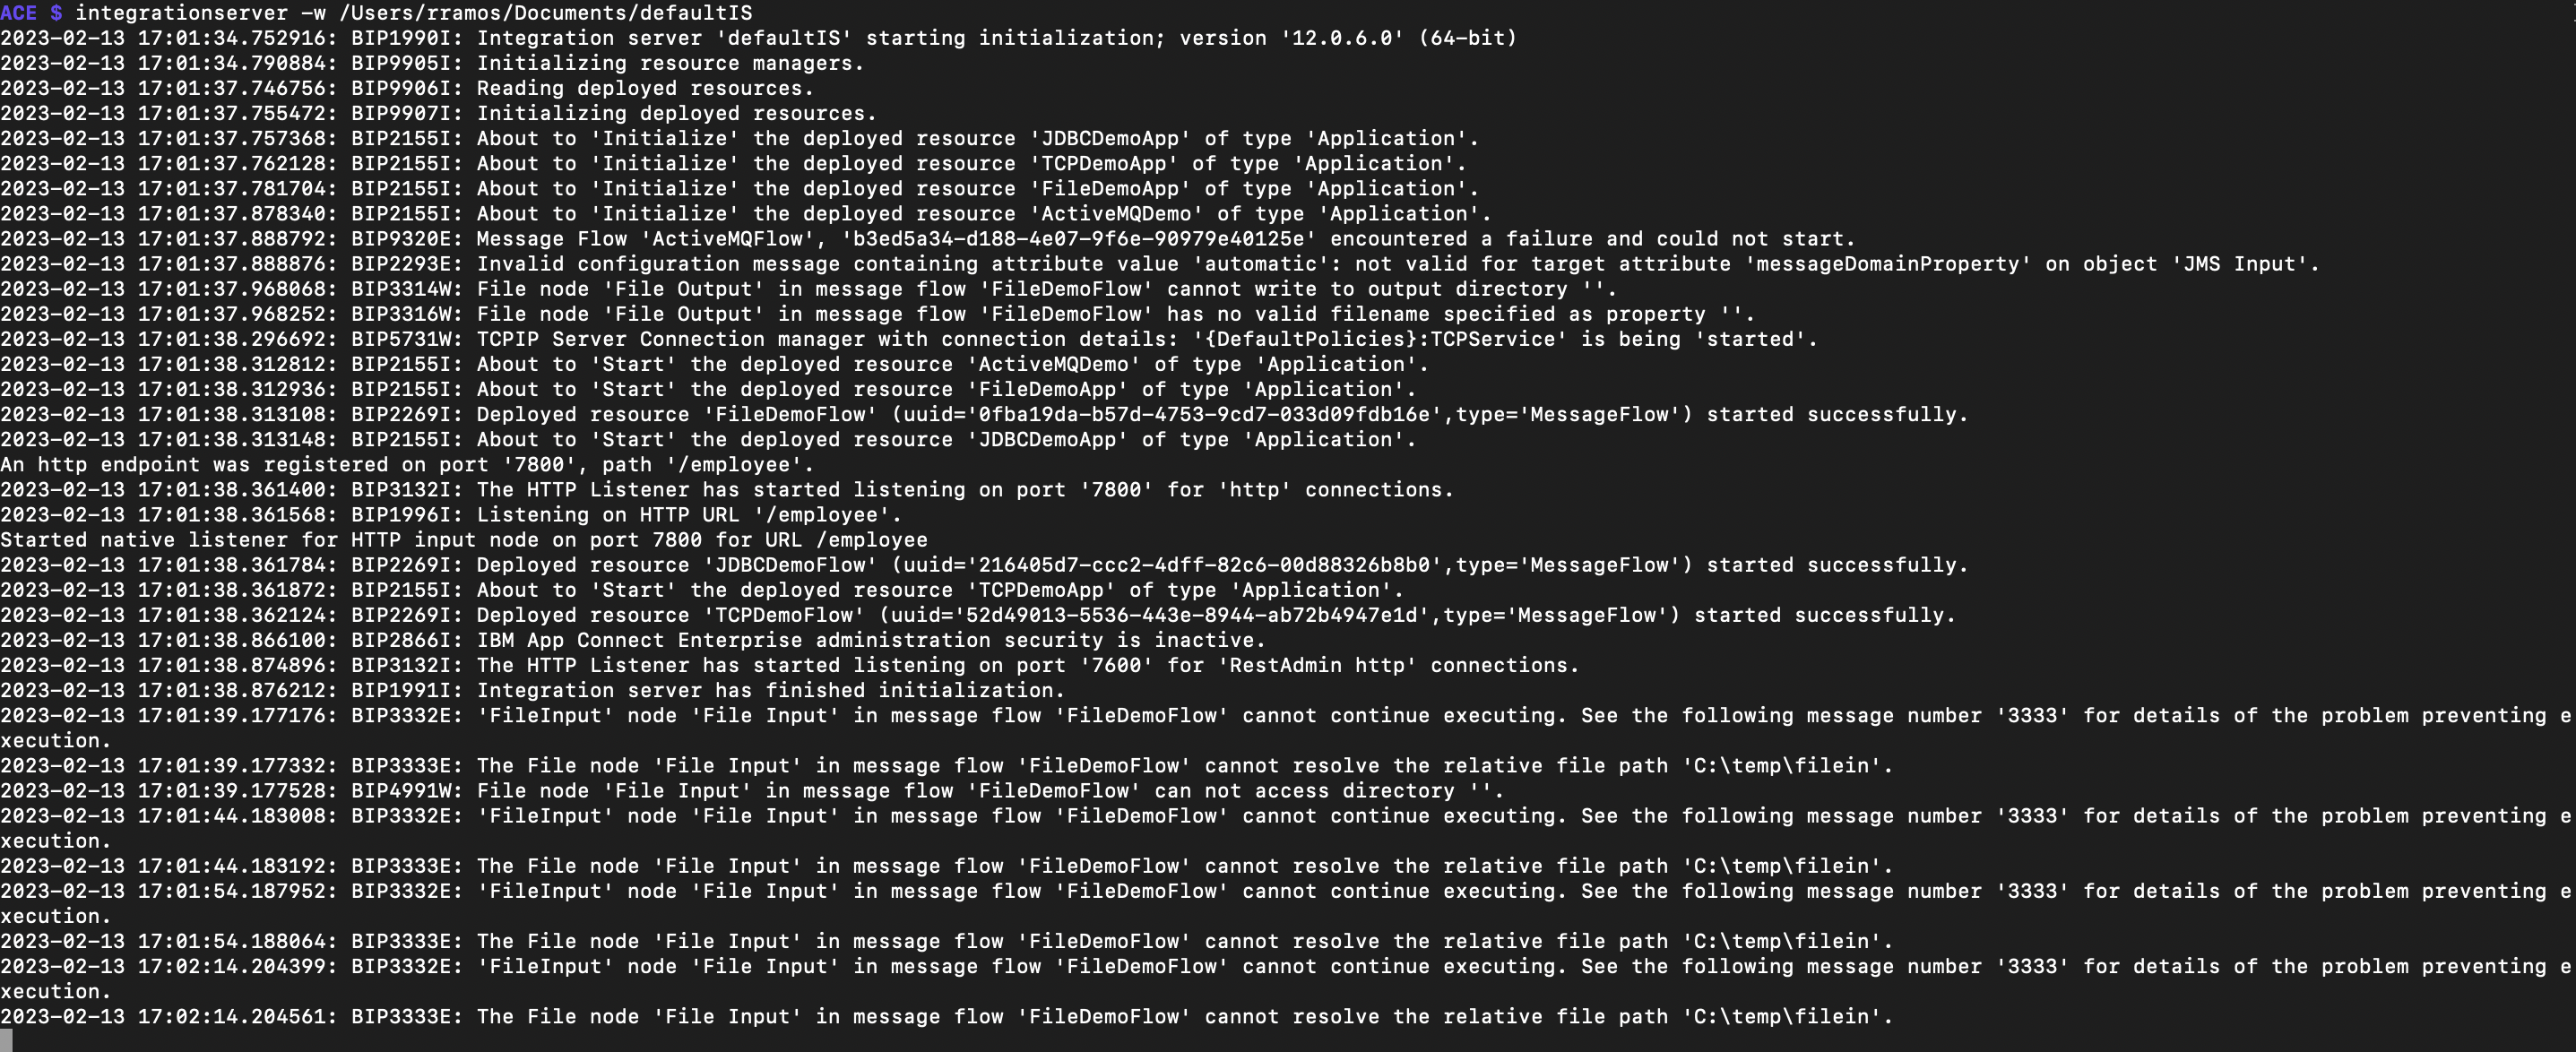 ACE $ integrationserver -w /Users/rramos/Documents/defaultIS
2023-02-13 17:01:34.752916: BIP1990I: Integration server 'defaultIS' starting initialization; version '12.0.6.0' (64-bit)
2023-02-13 17:01:34.790884: BIP9905I: Initializing resource managers.
2023-02-13 17:01:37.746756: BIP9906I: Reading deployed resources.
2023-02-13 17:01:37.755472: BIP9907I: Initializing deployed resources.
2023-02-13 17:01:37.757368: BIP2155I: About to 'Initialize' the deployed resource 'JDBCDemoApp' of type 'Application'.
2023-02-13 17:01:37.762128: BIP2155I: About to 'Initialize' the deployed resource 'TCPDemoApp' of type 'Application'.
2023-02-13 17:01:37.781704: BIP2155I: About to 'Initialize' the deployed resource 'FileDemoApp' of type 'Application'.
2023-02-13 17:01:37.878340: BIP2155I: About to 'Initialize' the deployed resource 'ActiveMQDemo' of type 'Application'.
2023-02-13 17:01:37.888792: BIP9320E: Message Flow 'ActiveMQFlow', 'b3ed5a34-d188-4e07-9f6e-90979e40125e' encountered a failure and could not start.
2023-02-13 17:01:37.888876: BIP2293E: Invalid configuration message containing attribute value 'automatic': not valid for target attribute 'messageDomainProperty' on object 'JMS Input'.
2023-02-13 17:01:37.968068: BIP3314W: File node 'File Output' in message flow 'FileDemoFlow' cannot write to output directory ''.
2023-02-13 17:01:37.968252: BIP3316W: File node 'File Output' in message flow 'FileDemoFlow' has no valid filename specified as property ''.
2023-02-13 17:01:38.296692: BIP5731W: TCPIP Server Connection manager with connection details: '{DefaultPolicies}:TCPService' is being 'started'.
2023-02-13 17:01:38.312812: BIP2155I: About to 'Start' the deployed resource 'ActiveMQDemo' of type 'Application'.
2023-02-13 17:01:38.312936: BIP2155I: About to 'Start' the deployed resource 'FileDemoApp' of type 'Application'.
2023-02-13 17:01:38.313108: BIP2269I: Deployed resource 'FileDemoFlow' (uuid='0fba19da-b57d-4753-9cd7-033d09fdb16e',type='MessageFlow') started successfully.
2023-02-13 17:01:38.313148: BIP2155I: About to 'Start' the deployed resource 'JDBCDemoApp' of type 'Application'.
An http endpoint was registered on port '7800', path '/employee'.
2023-02-13 17:01:38.361400: BIP3132I: The HTTP Listener has started listening on port '7800' for 'http' connections.
2023-02-13 17:01:38.361568: BIP1996I: Listening on HTTP URL '/employee'.
Started native listener for HTTP input node on port 7800 for URL /employee
2023-02-13 17:01:38.361784: BIP2269I: Deployed resource 'JDBCDemoFlow' (uuid='216405d7-ccc2-4dff-82c6-00d88326b8b0',type='MessageFlow') started successfully.
2023-02-13 17:01:38.361872: BIP2155I: About to 'Start' the deployed resource 'TCPDemoApp' of type 'Application'.
2023-02-13 17:01:38.362124: BIP2269I: Deployed resource 'TCPDemoFlow' (uuid='52d49013-5536-443e-8944-ab72b4947e1d',type='MessageFlow') started successfully.
2023-02-13 17:01:38.866100: BIP2866I: IBM App Connect Enterprise administration security is inactive.
2023-02-13 17:01:38.874896: BIP3132I: The HTTP Listener has started listening on port '7600' for 'RestAdmin http' connections.
2023-02-13 17:01:38.876212: BIP1991I: Integration server has finished initialization.
2023-02-13 17:01:39.177176: BIP3332E: 'FileInput' node 'File Input' in message flow 'FileDemoFlow' cannot continue executing. See the following message number '3333' for details of the problem preventing e
xecution.
2023-02-13 17:01:39.177332: BIP3333E: The File node 'File Input' in message flow 'FileDemoFlow' cannot resolve the relative file path 'C:\temp\filein'.
2023-02-13 17:01:39.177528: BIP4991W: File node 'File Input' in message flow 'FileDemoFlow' can not access directory ''.
2023-02-13 17:01:44.183008: BIP3332E: 'FileInput' node 'File Input' in message flow 'FileDemoFlow' cannot continue executing. See the following message number '3333' for details of the problem preventing e
xecution.
2023-02-13 17:01:44.183192: BIP3333E: The File node 'File Input' in message flow 'FileDemoFlow' cannot resolve the relative file path 'C:\temp\filein'.
2023-02-13 17:01:54.187952: BIP3332E: 'FileInput' node 'File Input' in message flow 'FileDemoFlow' cannot continue executing. See the following message number '3333' for details of the problem preventing e
xecution.
2023-02-13 17:01:54.188064: BIP3333E: The File node 'File Input' in message flow 'FileDemoFlow' cannot resolve the relative file path 'C:\temp\filein'.
2023-02-13 17:02:14.204399: BIP3332E: 'FileInput' node 'File Input' in message flow 'FileDemoFlow' cannot continue executing. See the following message number '3333' for details of the problem preventing e
xecution.
2023-02-13 17:02:14.204561: BIP3333E: The File node 'File Input' in message flow 'FileDemoFlow' cannot resolve the relative file path 'C:\temp\filein'.